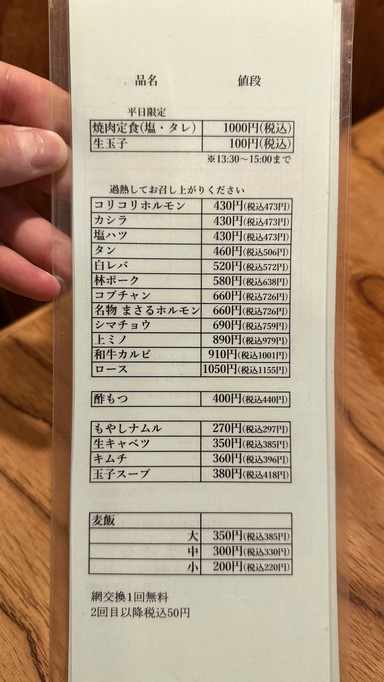 品名 値段
平日限定
焼肉定食(塩・タレ) 1000円(税込)
生玉子 100円(税込)
※13:30〜15:00まで
過熱してお召し上がりください
コリコリホルモン 430円(税込473円)
カシラ 430円(税込473円)
塩ハツ 430円(税込473円)
タン 460円(税込506円)
白レバ 520円(税込572円)
林ポーク 580円(税込638円)
コプチャン 660円(税込726円)
名物 まさるホルモン 660円(税込726円)
シマチョウ 690円(税込759円)
上ミノ 890円(税込979円)
和牛カルビ 910円(税込1001円)
ロース 1050円(税込1155円)
酢もつ 400円(税込440円)
もやしナムル 270円(税込297円)
生キャベツ 350円(税込385円)
キムチ 360円(税込396円)
玉子スープ 380円(税込418円)
麦飯
大 350円(税込385円)
中 300円(税込330円)
小 200円(税込220円)
網交換1回無料
2回目以降税込50円